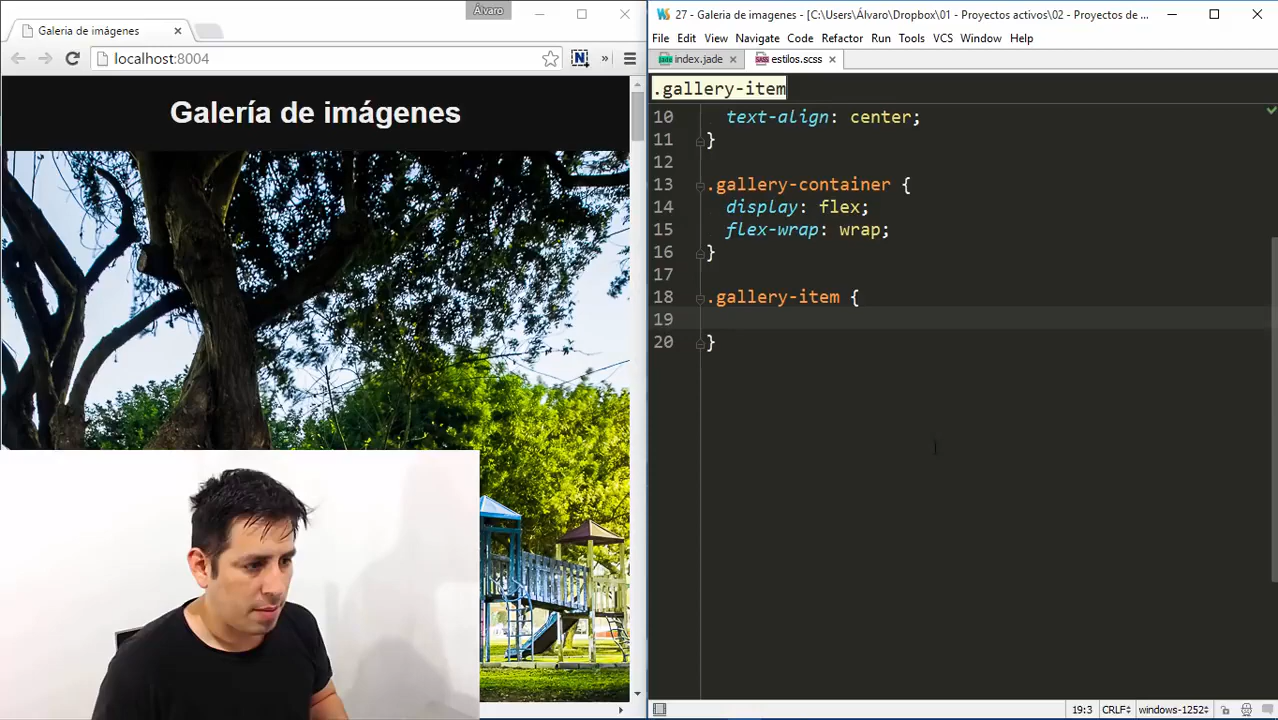 Álvaro
Galería de imágenes
localhost:8004
Galería de imágenes
27 - Galeria de imagenes - [C:\Users\Álvaro\Dropbox\01 - Proyectos activos\02 - Proyectos de ...
File Edit View Navigate Code Refactor Run Tools VCS Window Help
index.jade
estilos.scss
.gallery-item
10 text-align: center;
11 }
12
13 .gallery-container {
14 display: flex;
15 flex-wrap: wrap;
16 }
17
18 .gallery-item {
19
20 }
19:3 CRLF÷ windows-1252÷